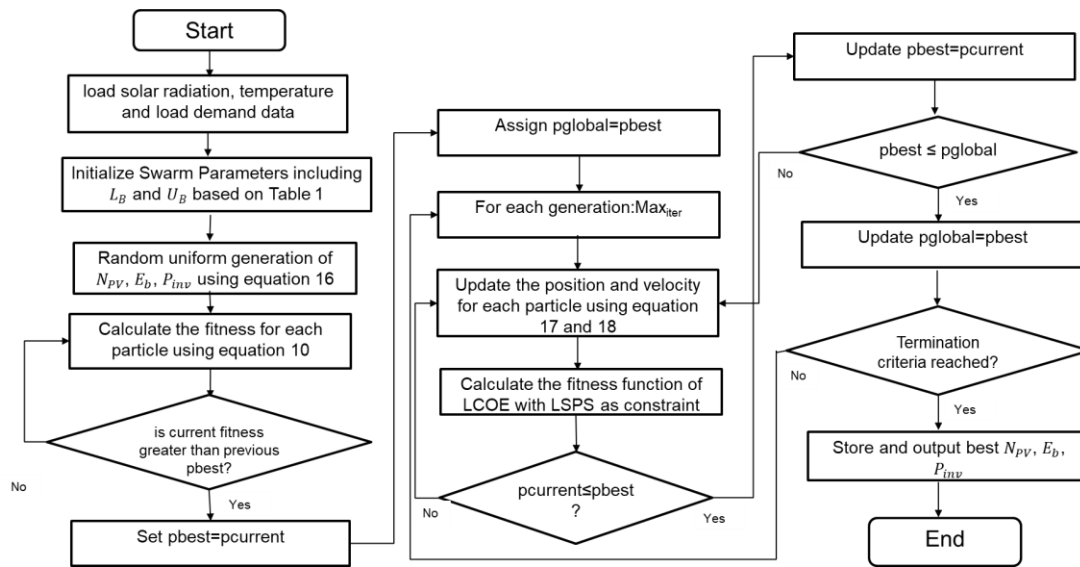 Start
load solar radiation, temperature
and load demand data
Initialize Swarm Parameters including
L_B and U_B based on Table 1
Random uniform generation of
N_PV, E_b, P_inv using equation 16
Calculate the fitness for each
particle using equation 10
is current fitness
greater than previous
pbest?
No
Yes
Set pbest=pcurrent
Assign pglobal=pbest
For each generation:Max_iter
Update the position and velocity
for each particle using equation
17 and 18
Calculate the fitness function of
LCOE with LSPS as constraint
pcurrent≤pbest
?
No
Yes
Update pbest=pcurrent
pbest ≤ pglobal
No
Yes
Update pglobal=pbest
Termination
criteria reached?
No
Yes
Store and output best N_PV, E_b,
P_inv
End